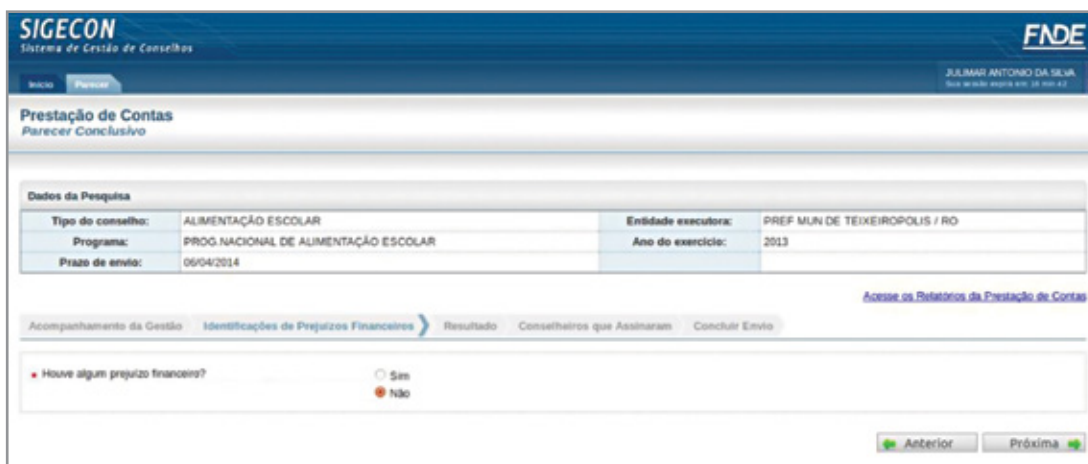 SIGECON
Sistema de Gestão de Conselhos
FNDE
Início Parecer
JULIMAR ANTONIO DA SILVA
Sua sessão expira em:
Prestação de Contas
Parecer Conclusivo
Dados da Pesquisa
Tipo do conselho: ALIMENTAÇÃO ESCOLAR Entidade executora: PREF MUN DE TEIXEIROPOLIS / RO
Programa: PROG.NACIONAL DE ALIMENTAÇÃO ESCOLAR Ano do exercício: 2013
Prazo de envio: 06/04/2014
Acesse os Relatórios da Prestação de Contas
Acompanhamento da Gestão Identificações de Prejuízos Financeiros Resultado Conselheiros que Assinaram Concluir Envio
Houve algum prejuízo financeiro? Sim
Não
Anterior Próxima